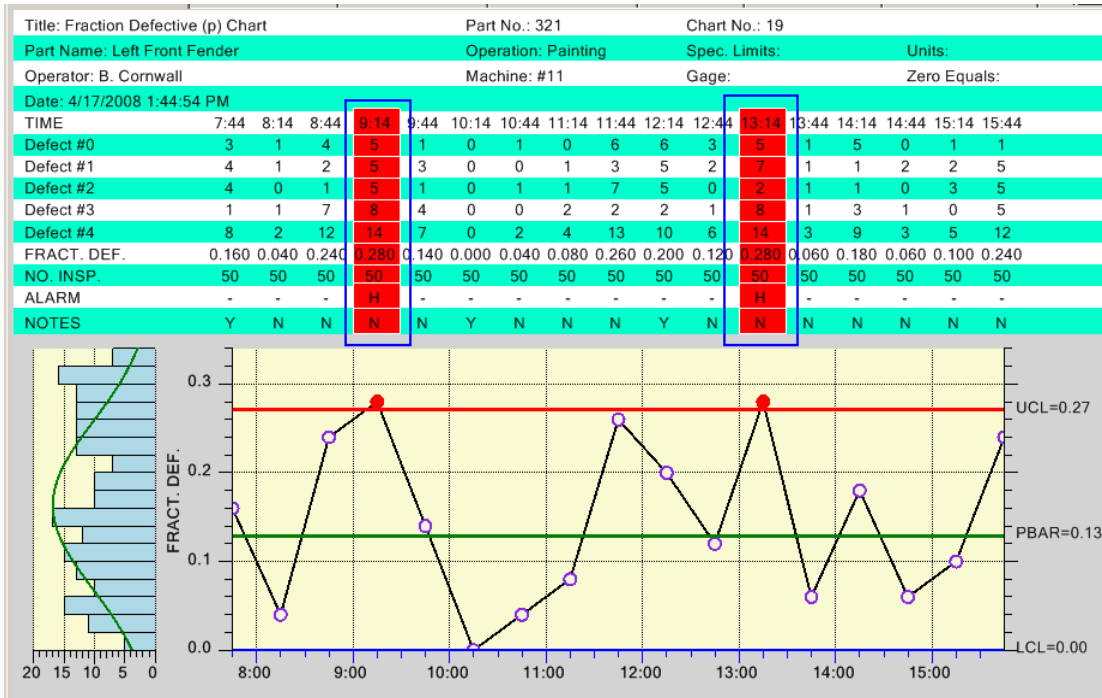 Title: Fraction Defective (p) Chart Part No.: 321 Chart No.: 19
Part Name: Left Front Fender Operation: Painting Spec. Limits: Units:
Operator: B. Cornwall Machine: #11 Gage: Zero Equals:
Date: 4/17/2008 1:44:54 PM
TIME 7:44 8:14 8:44 9:14 9:44 10:14 10:44 11:14 11:44 12:14 12:44 13:14 13:44 14:14 14:44 15:14 15:44
Defect #0 3 1 4 5 1 0 1 0 6 6 3 5 1 5 0 1 1
Defect #1 4 1 2 5 3 0 0 1 3 5 2 7 1 1 2 2 5
Defect #2 4 0 1 5 1 0 1 1 7 5 0 2 1 1 0 3 5
Defect #3 1 1 7 8 4 0 0 2 2 2 1 8 1 3 1 0 5
Defect #4 8 2 12 14 7 0 2 4 13 10 6 14 3 9 3 5 12
FRACT. DEF. 0.160 0.040 0.240 0.280 0.140 0.000 0.040 0.080 0.260 0.200 0.120 0.280 0.060 0.180 0.060 0.100 0.240
NO. INSP. 50 50 50 50 50 50 50 50 50 50 50 50 50 50 50 50 50
ALARM - - - H - - - - - - - H - - - - -
NOTES Y N N N N Y N N N Y N N N N N N N
0.3
UCL=0.27
0.2
FRACT. DEF.
PBAR=0.13
0.1
0.0
LCL=0.00
20 15 10 5 0
8:00 9:00 10:00 11:00 12:00 13:00 14:00 15:00